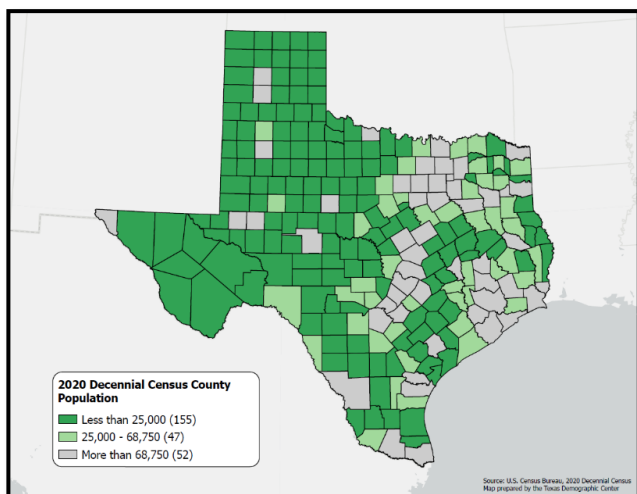 2020 Decennial Census County
Population
Less than 25,000 (155)
25,000 - 68,750 (47)
More than 68,750 (52)
Source: U.S. Census Bureau, 2020 Decennial Census
Map prepared by the Texas Demographic Center